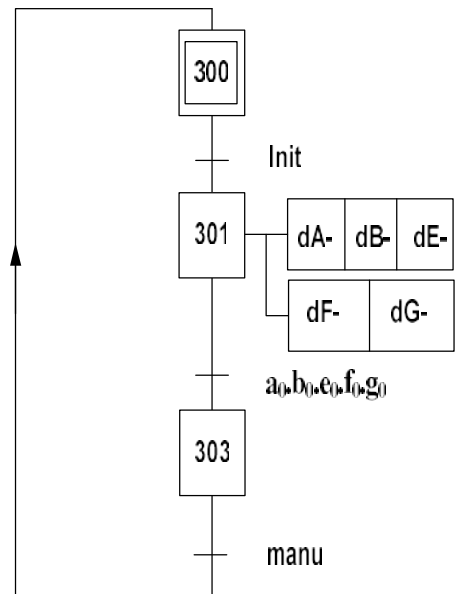 300
Init
301
dA- dB- dE-
dF- dG-
a₀.b₀.e₀.f₀.g₀
303
manu